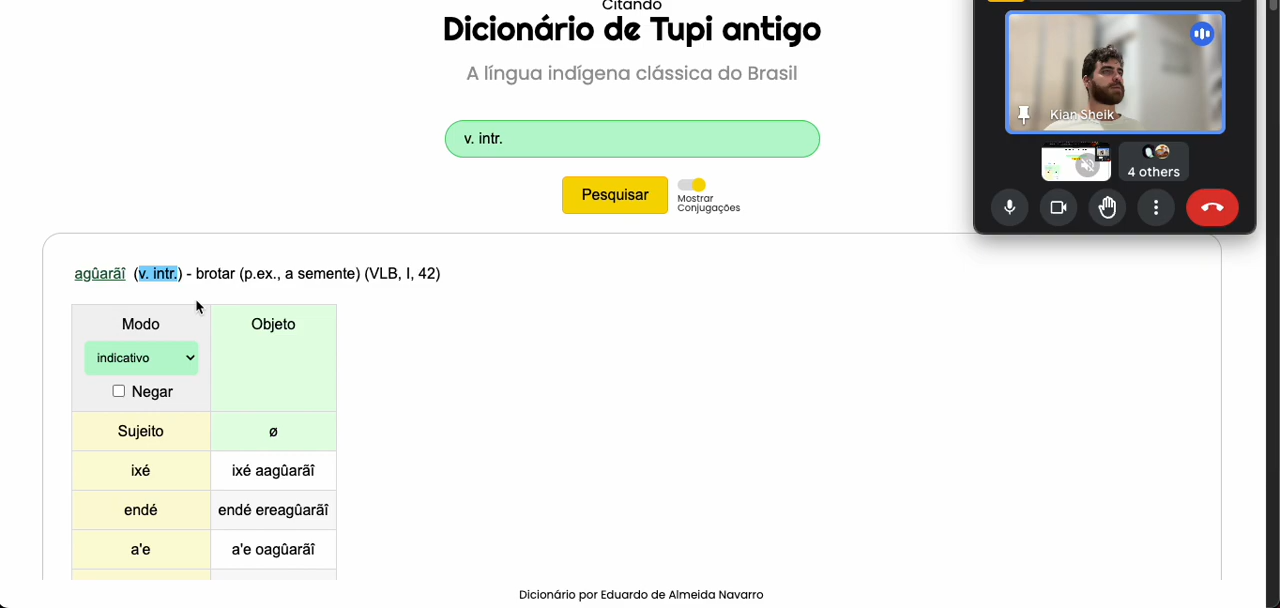 Citando
Dicionário de Tupi antigo
A língua indígena clássica do Brasil
v. intr.
Pesquisar
Mostrar
Conjugações
Kian Sheik
4 others
agûarãî (v. intr.) - brotar (p.ex., a semente) (VLB, I, 42)
Modo
Objeto
indicativo
Negar
Sujeito
ø
ixé
ixé aagûarãî
endé
endé ereagûarãî
a'e
a'e oagûarãî
Dicionário por Eduardo de Almeida Navarro